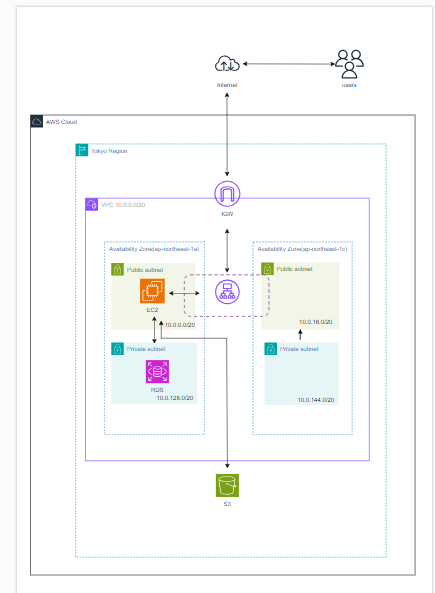 Internet
users
AWS Cloud
Tokyo Region
VPC 10.0.0.0/20
IGW
Availability Zone(ap-northeast-1a)
Availability Zone(ap-northeast-1c)
Public subnet
Public subnet
EC2
10.0.0.0/20
10.0.16.0/20
Private subnet
Private subnet
RDS
10.0.128.0/20
10.0.144.0/20
S3